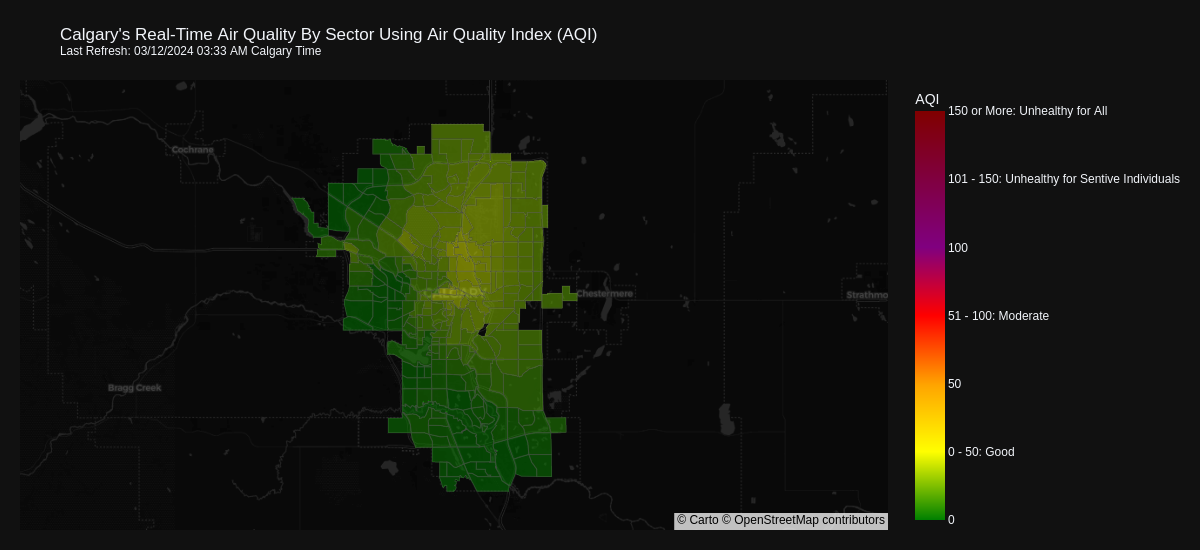 Calgary's Real-Time Air Quality By Sector Using Air Quality Index (AQI)
Last Refresh: 03/12/2024 03:33 AM Calgary Time
AQI
150 or More: Unhealthy for All
101 - 150: Unhealthy for Sentive Individuals
100
51 - 100: Moderate
50
0 - 50: Good
0
Cochrane
Chestermere
Strathmo
Bragg Creek
© Carto © OpenStreetMap contributors